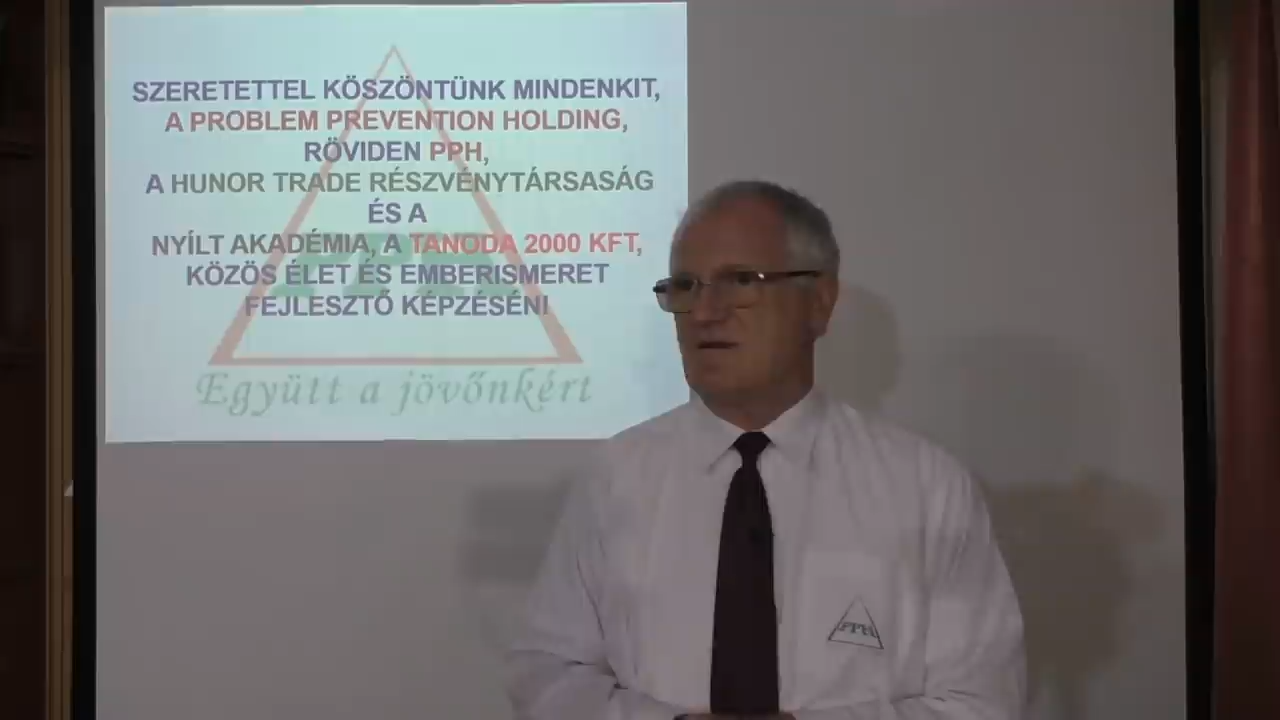 SZERETETTEL KÖSZÖNTÜNK MINDENKIT,
A PROBLEM PREVENTION HOLDING,
RÖVIDEN PPH,
A HUNOR TRADE RÉSZVÉNYTÁRSASÁG
ÉS A
NYÍLT AKADÉMIA, A TANODA 2000 KFT,
KÖZÖS ÉLET ÉS EMBERISMERET
FEJLESZTŐ KÉPZÉSÉN!
PPH
Együtt a jövőnkért
PPH